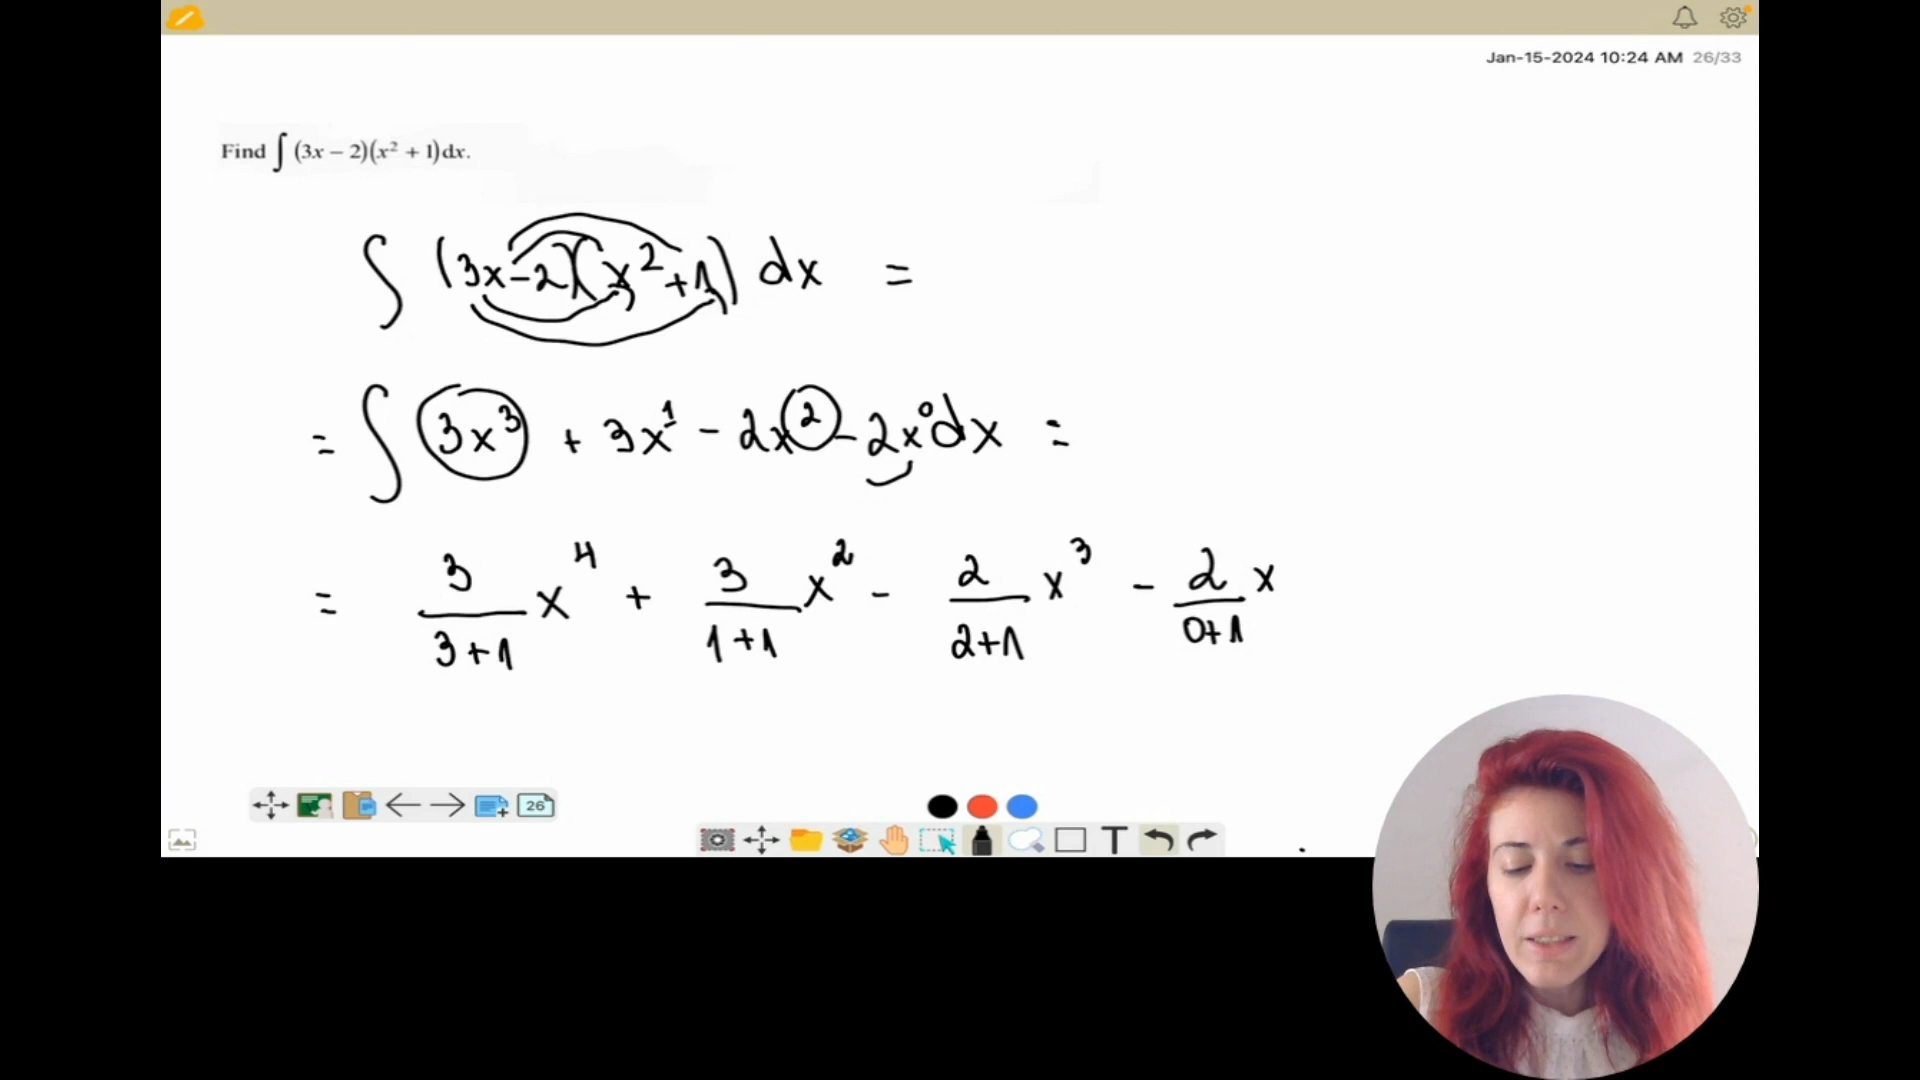 Jan-15-2024 10:24 AM 26/33
Find ∫ (3x – 2)(x² + 1)dx.
∫ (3x-2)(x²+1) dx =
= ∫ 3x³ + 3x¹ - 2x² - 2x⁰dx =
= 3/(3+1) x⁴ + 3/(1+1) x² - 2/(2+1) x³ - 2/(0+1) x
26
T